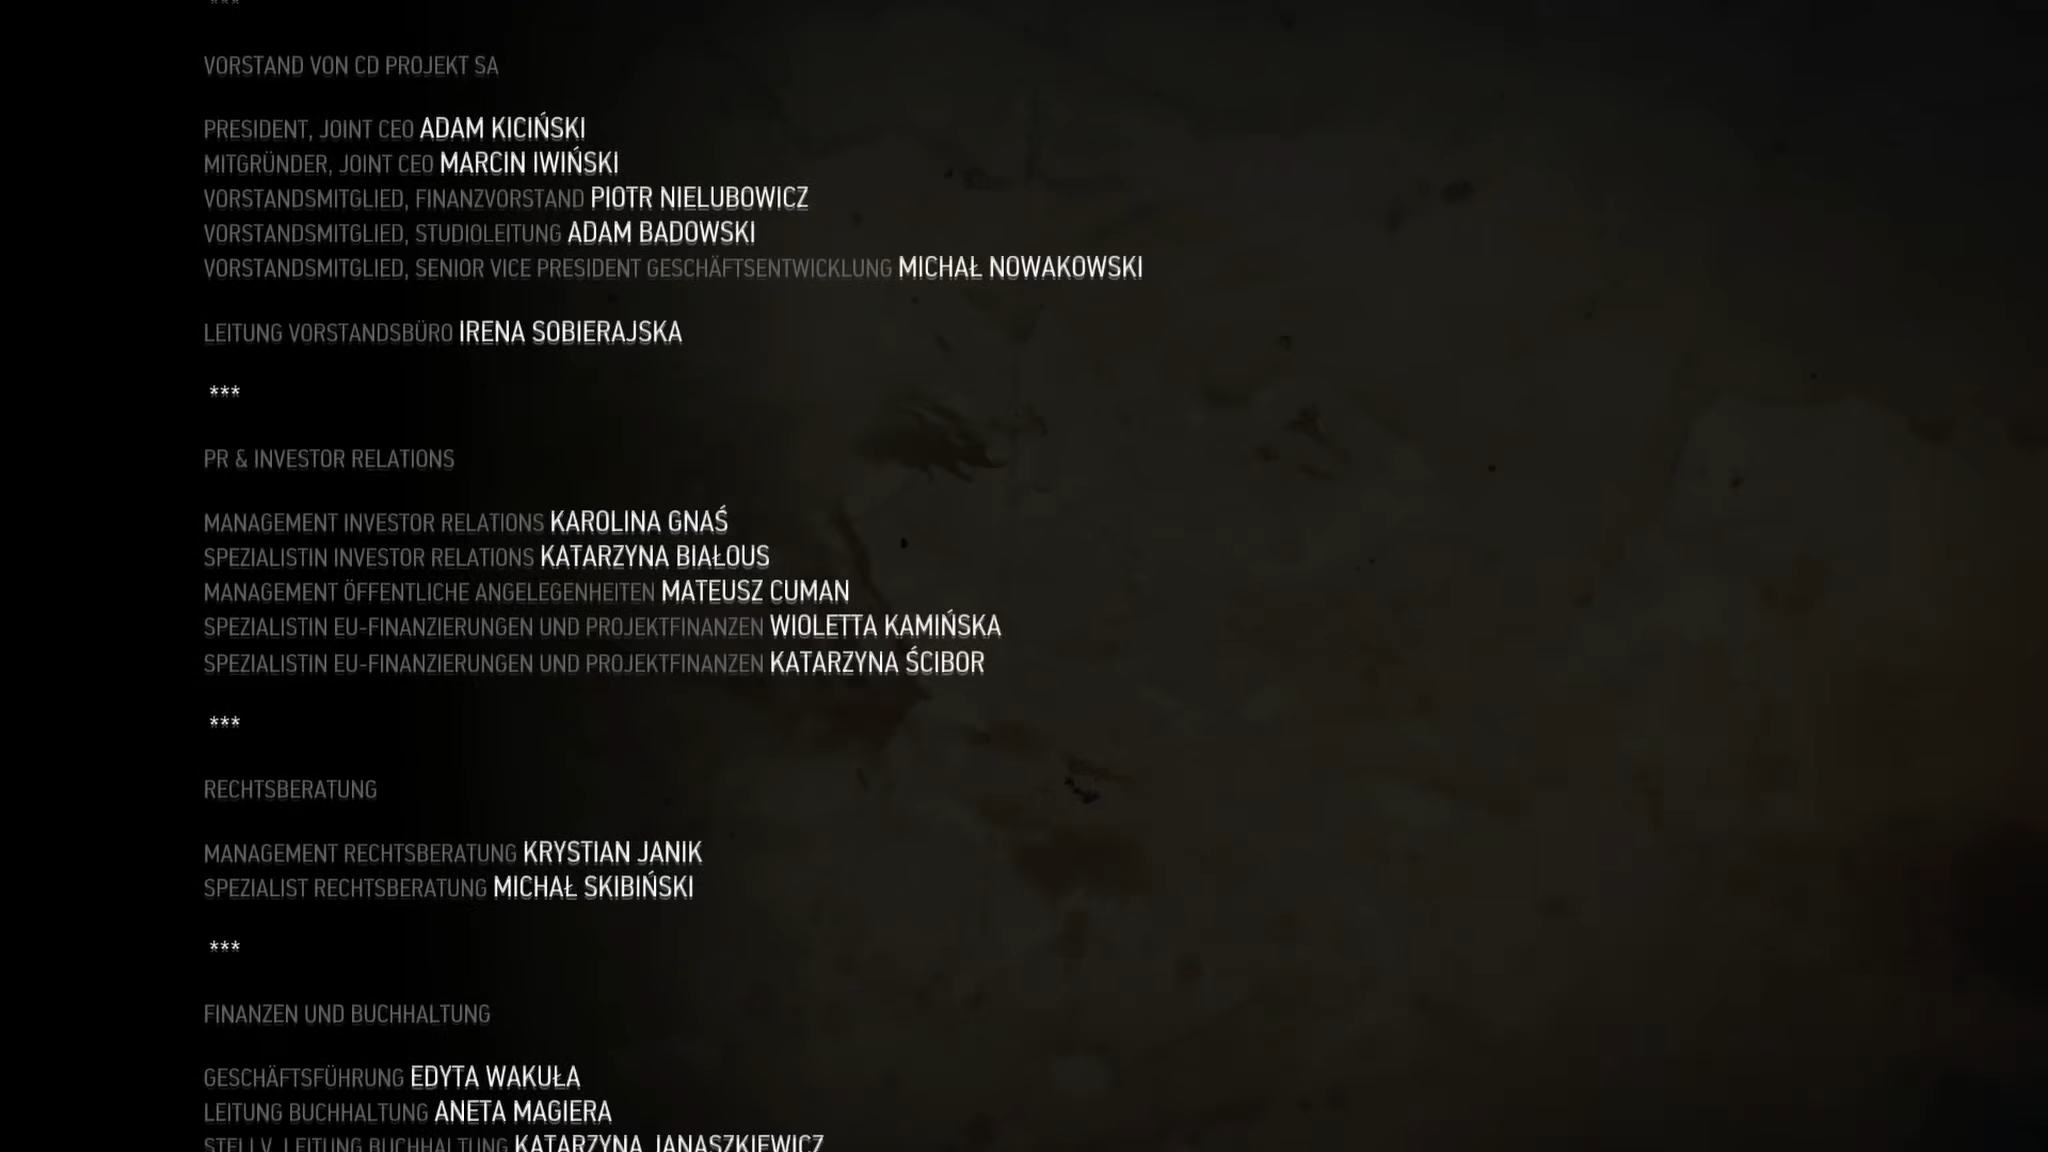 ***
VORSTAND VON CD PROJEKT SA
PRESIDENT, JOINT CEO ADAM KICIŃSKI
MITGRÜNDER, JOINT CEO MARCIN IWIŃSKI
VORSTANDSMITGLIED, FINANZVORSTAND PIOTR NIELUBOWICZ
VORSTANDSMITGLIED, STUDIOLEITUNG ADAM BADOWSKI
VORSTANDSMITGLIED, SENIOR VICE PRESIDENT GESCHÄFTSENTWICKLUNG MICHAŁ NOWAKOWSKI
LEITUNG VORSTANDSBÜRO IRENA SOBIERAJSKA
***
PR & INVESTOR RELATIONS
MANAGEMENT INVESTOR RELATIONS KAROLINA GNAŚ
SPEZIALISTIN INVESTOR RELATIONS KATARZYNA BIAŁOUS
MANAGEMENT ÖFFENTLICHE ANGELEGENHEITEN MATEUSZ CUMAN
SPEZIALISTIN EU-FINANZIERUNGEN UND PROJEKTFINANZEN WIOLETTA KAMIŃSKA
SPEZIALISTIN EU-FINANZIERUNGEN UND PROJEKTFINANZEN KATARZYNA ŚCIBOR
***
RECHTSBERATUNG
MANAGEMENT RECHTSBERATUNG KRYSTIAN JANIK
SPEZIALIST RECHTSBERATUNG MICHAŁ SKIBIŃSKI
***
FINANZEN UND BUCHHALTUNG
GESCHÄFTSFÜHRUNG EDYTA WAKUŁA
LEITUNG BUCHHALTUNG ANETA MAGIERA
STELLV. LEITUNG BUCHHALTUNG KATARZYNA JANASZKIEWICZ